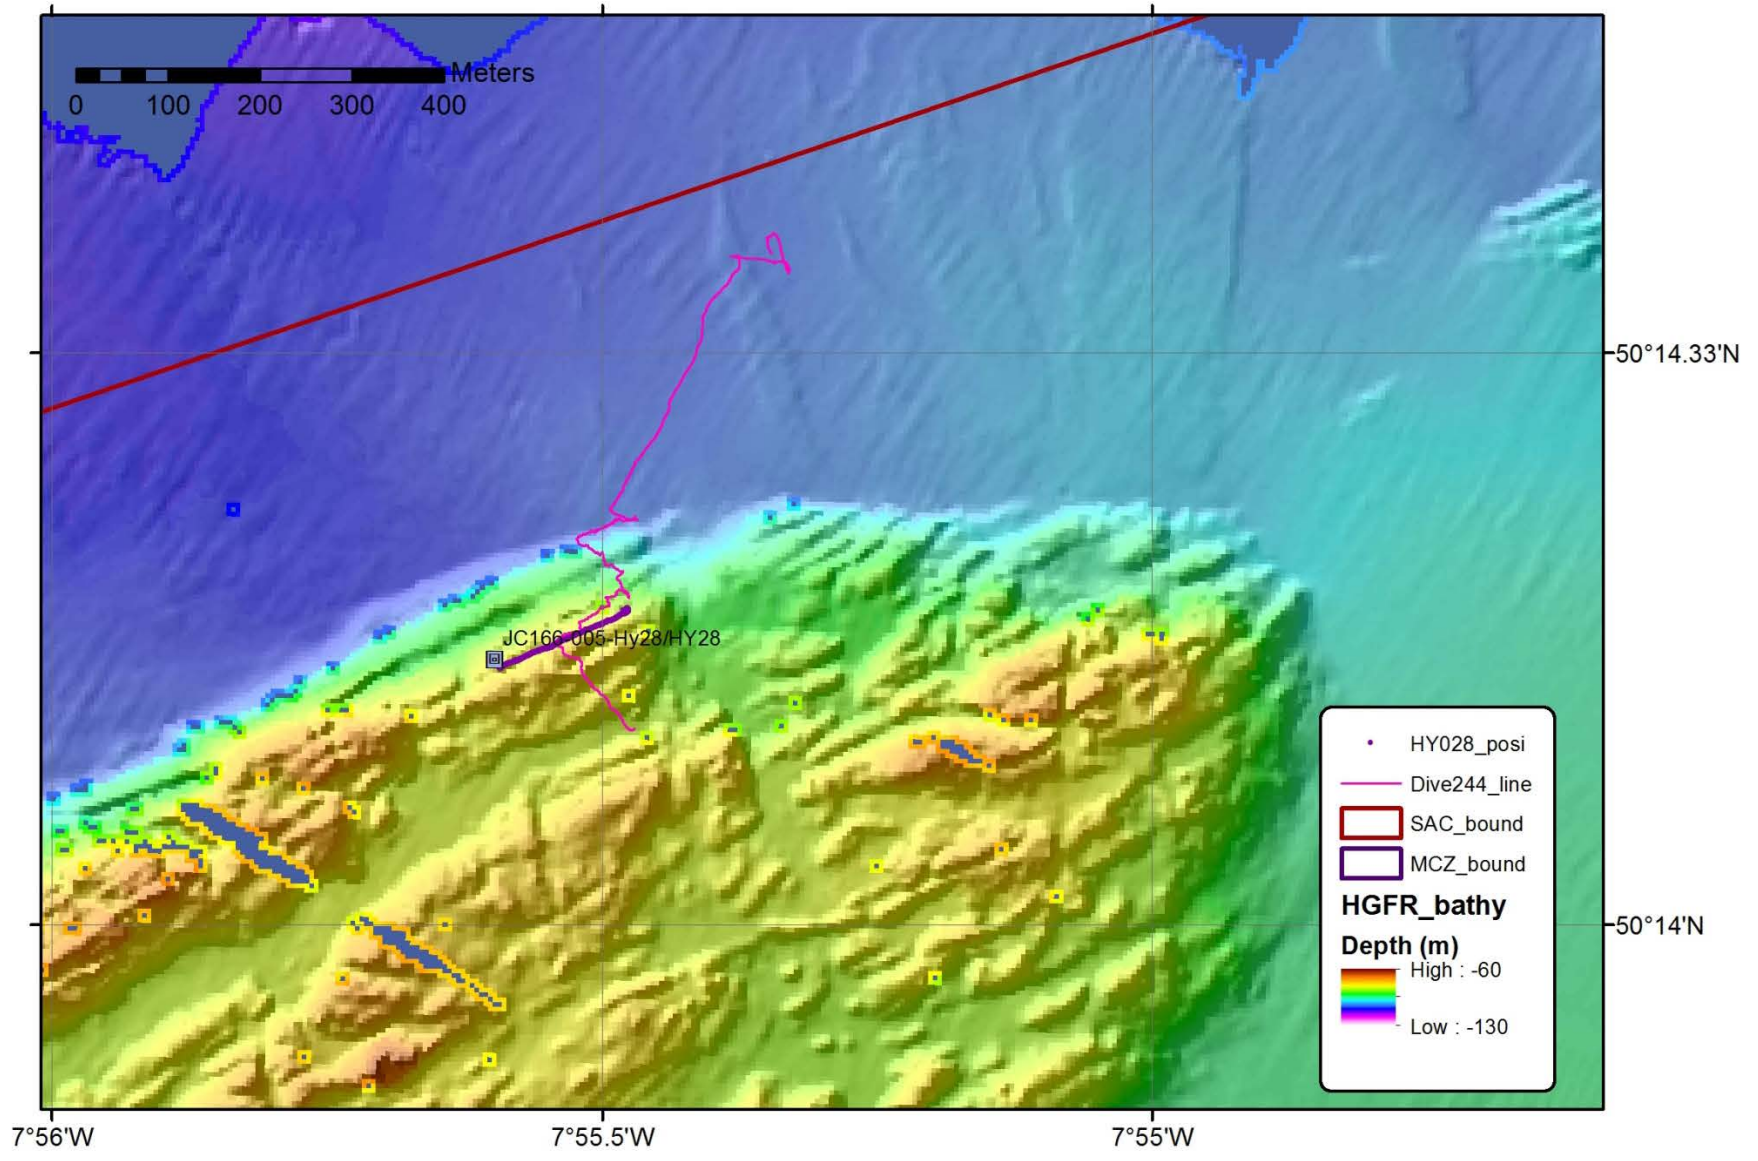 Meters
0 100 200 300 400
50°14.33'N
JC166-005-Hy28/HY28
HY028_posi
Dive244_line
SAC_bound
MCZ_bound
HGFR_bathy
Depth (m)
High : -60
Low : -130
50°14'N
7°56'W 7°55.5'W 7°55'W